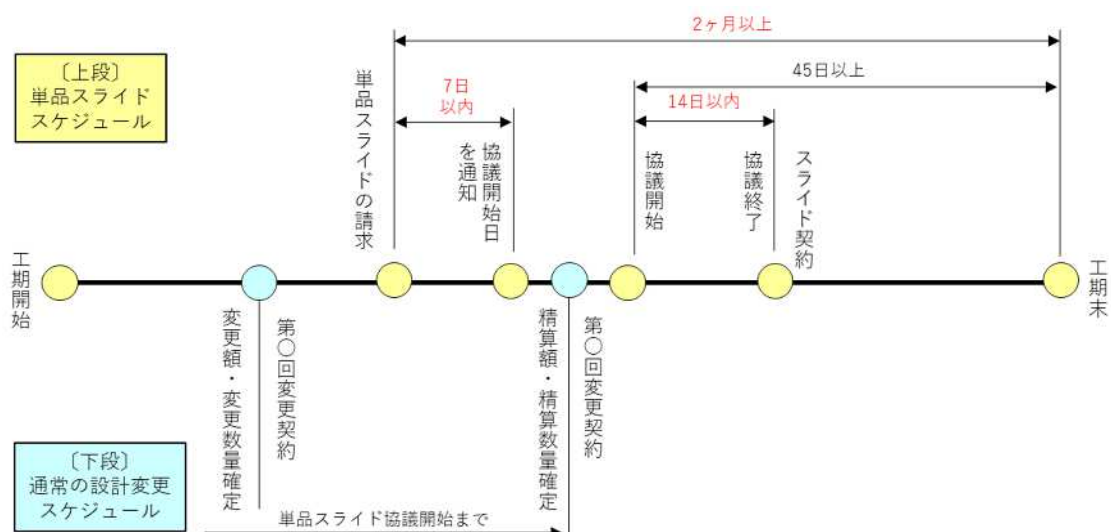 2ヶ月以上
〔上段〕
単品スライド
スケジュール
45日以上
7日
以内
14日以内
単品スライドの請求
協議開始日
を通知
協議開始
協議終了
スライド契約
工期開始
工期末
変更額・変更数量確定
第〇回変更契約
精算額・精算数量確定
第〇回変更契約
〔下段〕
通常の設計変更
スケジュール
単品スライド協議開始まで